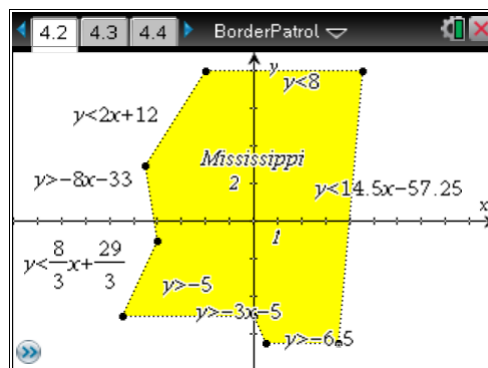 4.2 4.3 4.4 BorderPatrol
y
y<8
y<2x+12
Mississippi
2
y>-8x-33
y<14.5x-57.25
x
1
y<8/3x+29/3
y>-5
y>-3x-5
y>-6.5